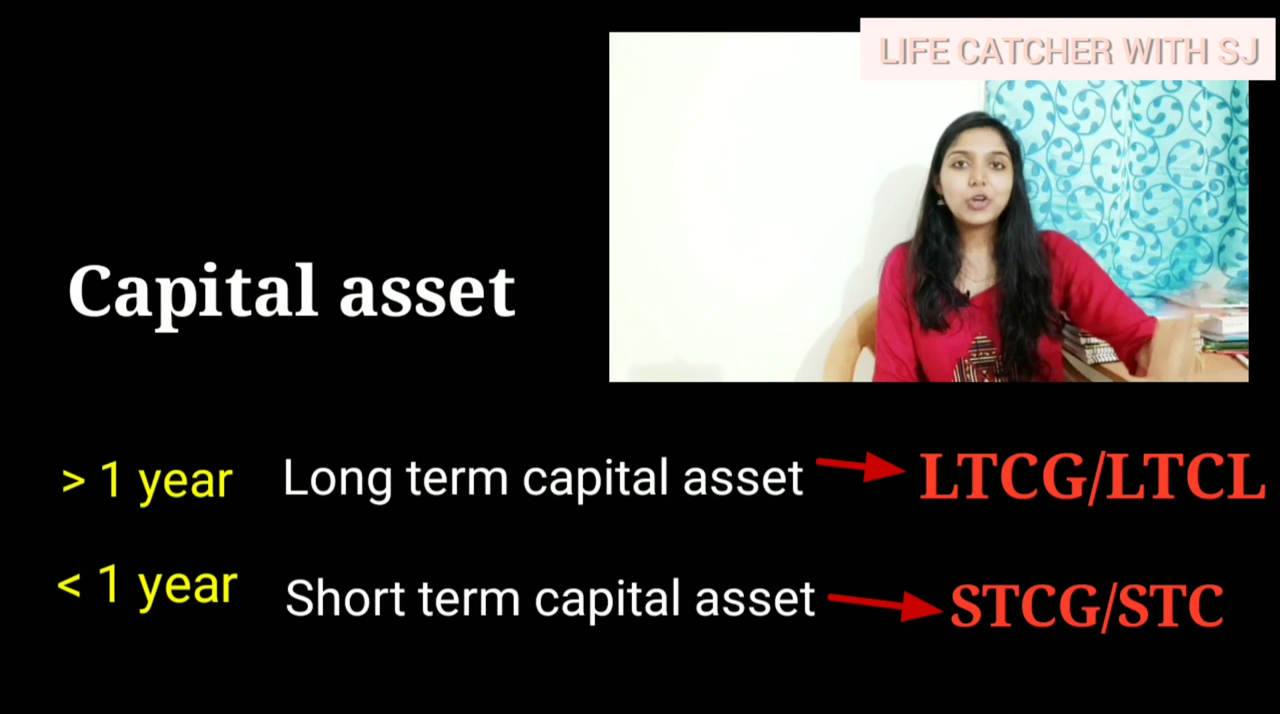 LIFE CATCHER WITH SJ
Capital asset
> 1 year Long term capital asset LTCG/LTCL
< 1 year Short term capital asset STCG/STC